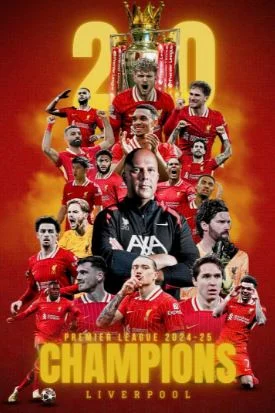 20
AXA
PREMIER LEAGUE 2024-25
CHAMPIONS
LIVERPOOL